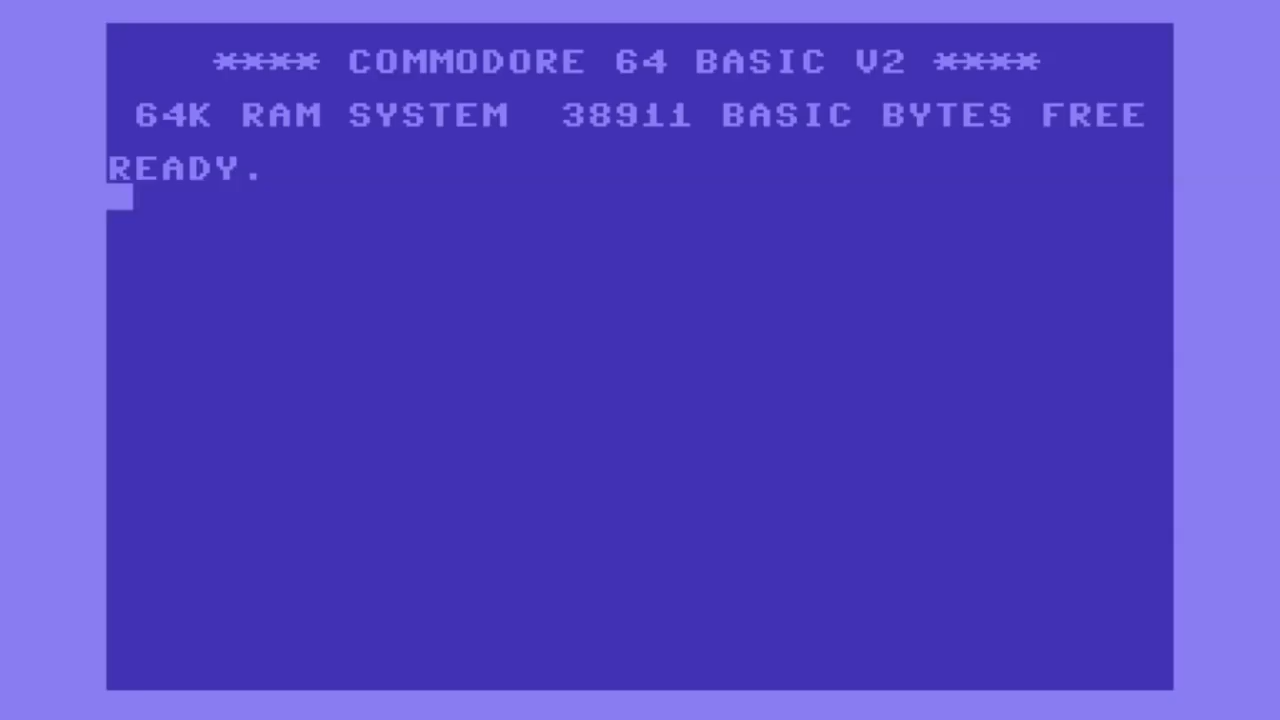 **** COMMODORE 64 BASIC V2 ****
64K RAM SYSTEM  38911 BASIC BYTES FREE
READY.